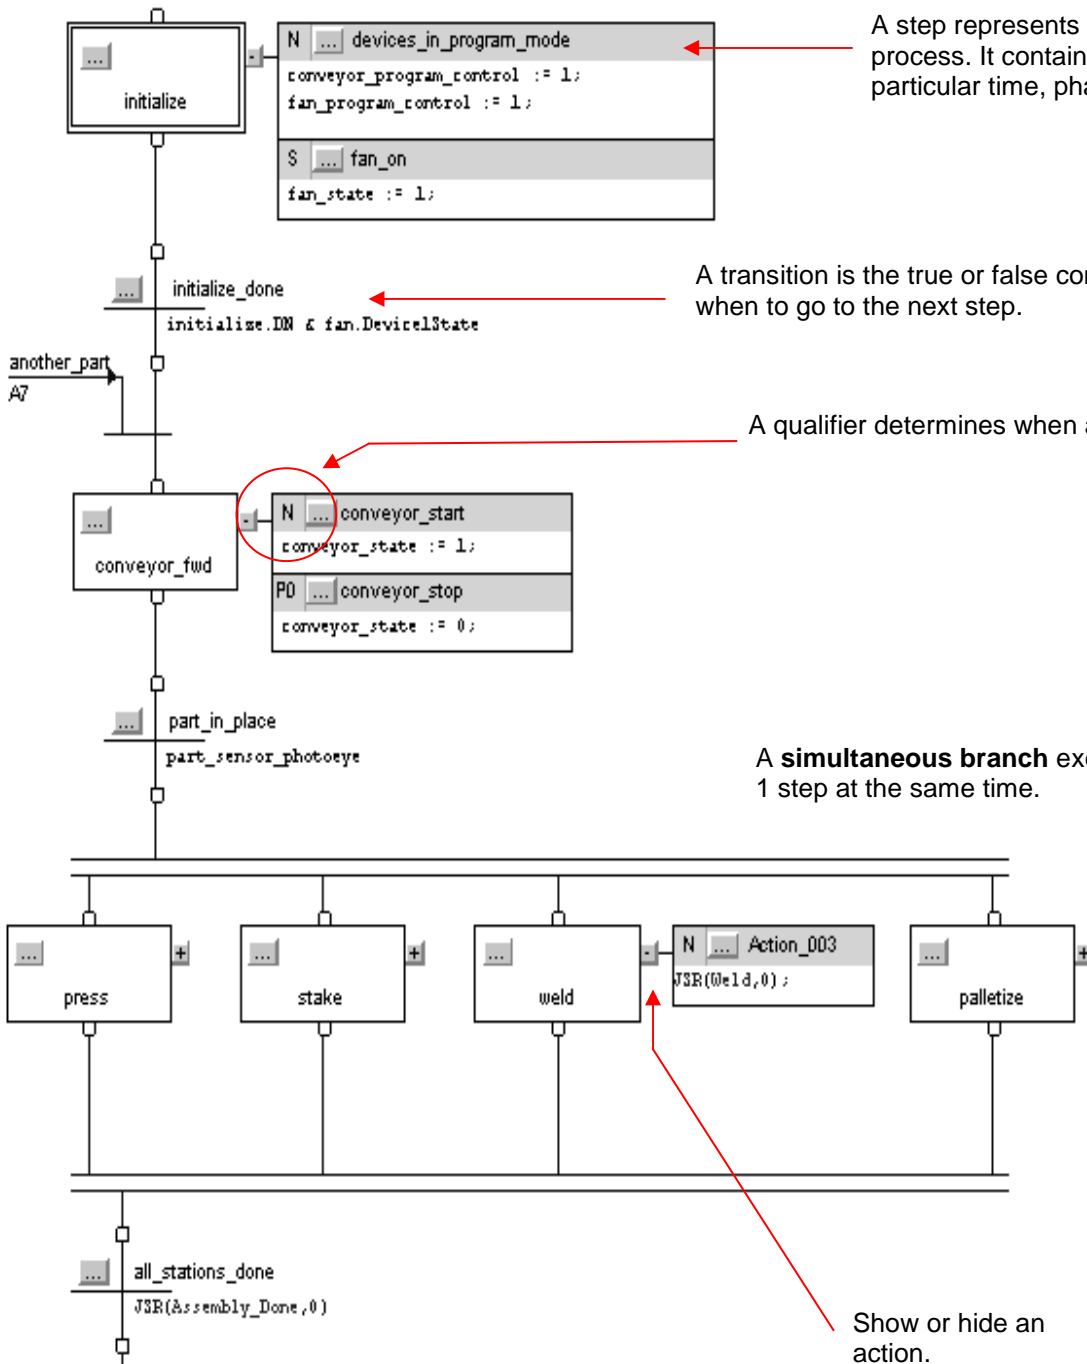 N ... devices_in_program_mode
conveyor_program_control := 1;
fan_program_control := 1;
...
initialize
S ... fan_on
fan_state := 1;
A step represents
process. It contain
particular time, pha
... initialize_done
initialize.DN & fan.Device1State
A transition is the true or false con
when to go to the next step.
another_part
A7
A qualifier determines when a
...
conveyor_fwd
N ... conveyor_start
conveyor_state := 1;
P0 ... conveyor_stop
conveyor_state := 0;
... part_in_place
part_sensor_photoeye
A simultaneous branch exe
1 step at the same time.
...
press
...
stake
...
weld
N ... Action_003
JSR(Weld,0);
...
palletize
... all_stations_done
JSR(Assembly_Done,0)
Show or hide an
action.